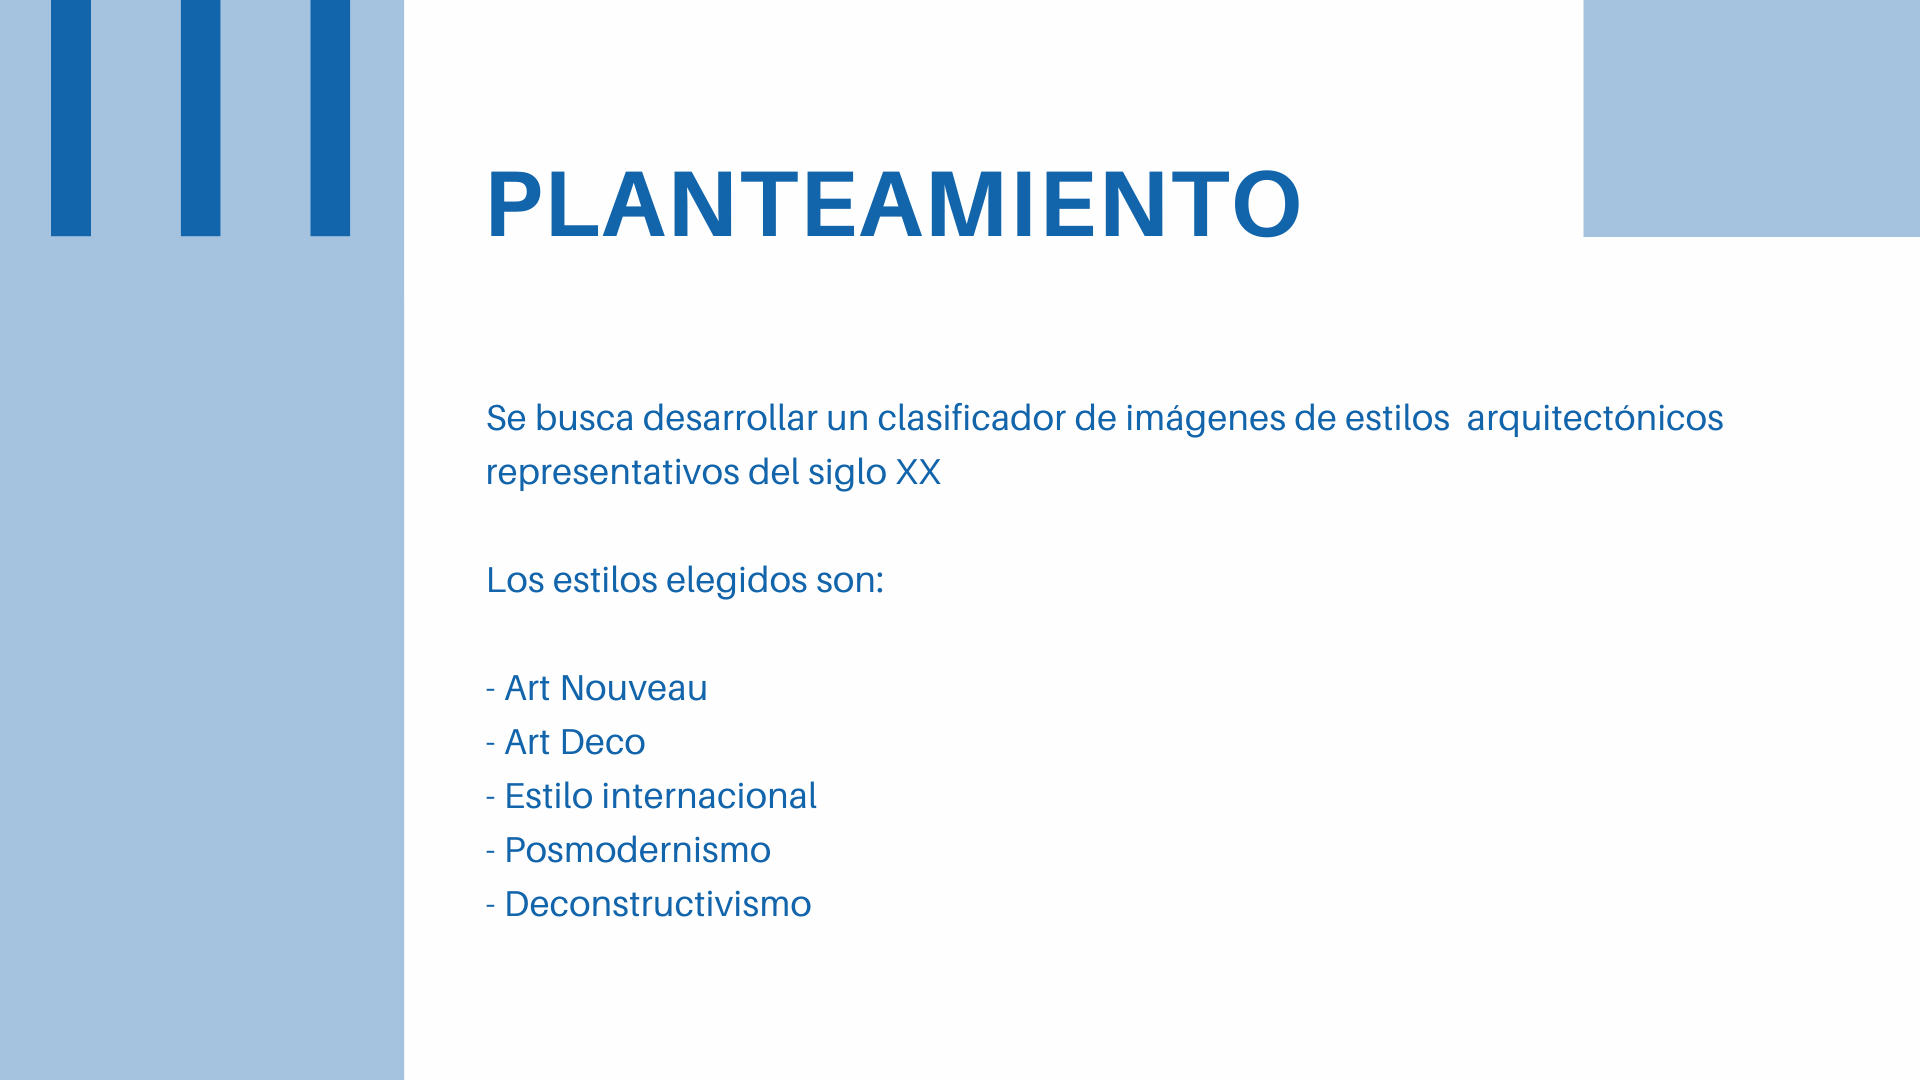 PLANTEAMIENTO
Se busca desarrollar un clasificador de imágenes de estilos  arquitectónicos
representativos del siglo XX
Los estilos elegidos son:
- Art Nouveau
- Art Deco
- Estilo internacional
- Posmodernismo
- Deconstructivismo